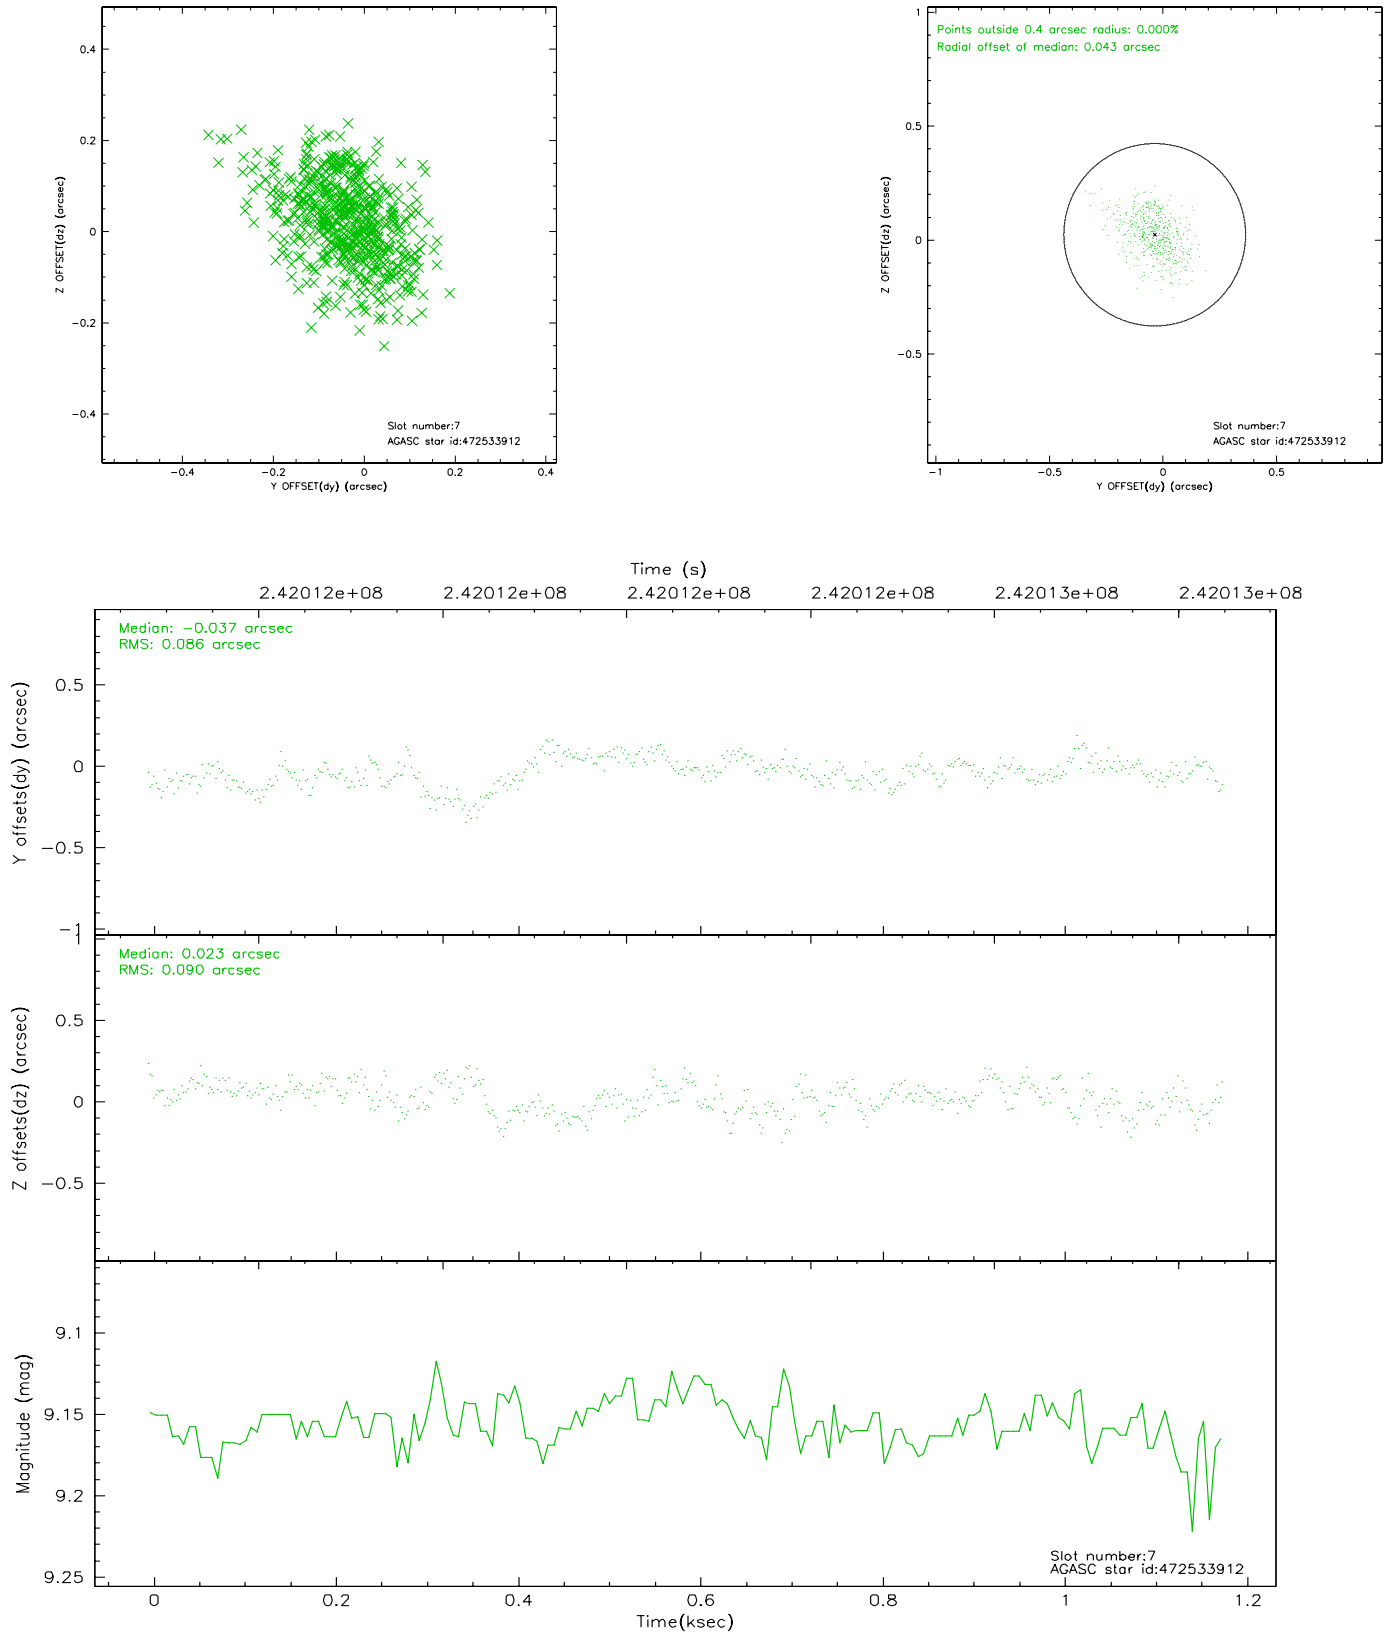 0.4
0.2
0
−0.2
−0.4
Z OFFSET(dz) (arcsec)
Slot number:7
AGASC star id:472533912
−0.4 −0.2 0 0.2 0.4
Y OFFSET(dy) (arcsec)
1
0.5
0
−0.5
Z OFFSET(dz) (arcsec)
Points outside 0.4 arcsec radius: 0.000%
Radial offset of median: 0.043 arcsec
Slot number:7
AGASC star id:472533912
−1 −0.5 0 0.5
Y OFFSET(dy) (arcsec)
Time (s)
2.42012e+08 2.42012e+08 2.42012e+08 2.42012e+08 2.42013e+08 2.42013e+08
Median: −0.037 arcsec
RMS: 0.086 arcsec
0.5
0
−0.5
−1
Y offsets(dy) (arcsec)
Median: 0.023 arcsec
RMS: 0.090 arcsec
1
0.5
0
−0.5
Z offsets(dz) (arcsec)
9.1
9.15
9.2
9.25
Magnitude (mag)
Slot number:7
AGASC star id:472533912
0 0.2 0.4 0.6 0.8 1 1.2
Time(ksec)